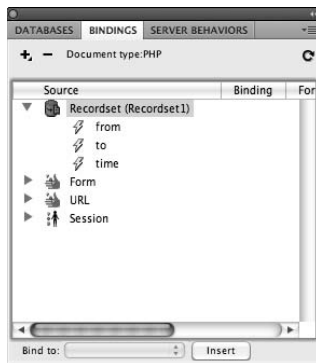 DATABASES BINDINGS SERVER BEHAVIORS
Document type:PHP
Source Binding For
Recordset (Recordset1)
from
to
time
Form
URL
Session
Bind to: Insert